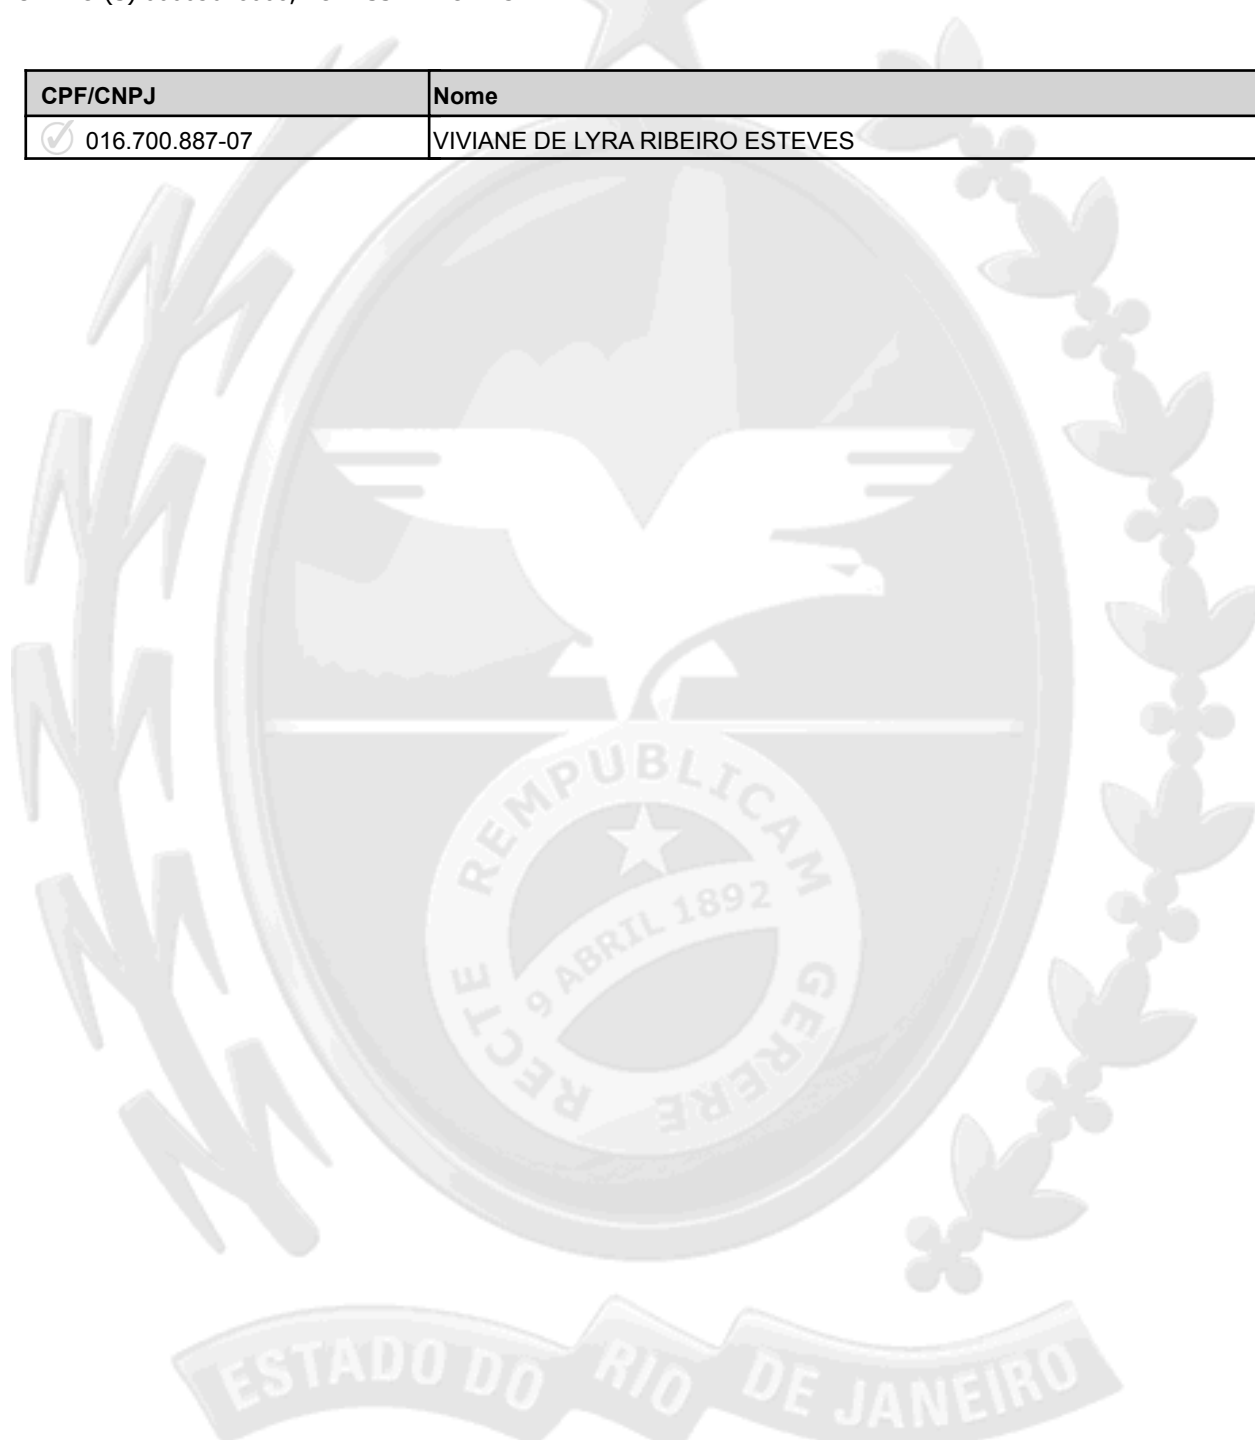 CPF/CNPJ Nome
016.700.887-07 VIVIANE DE LYRA RIBEIRO ESTEVES
REMPUBLICAM
9 ABRIL 1892
RECTE GERERE
ESTADO DO RIO DE JANEIRO